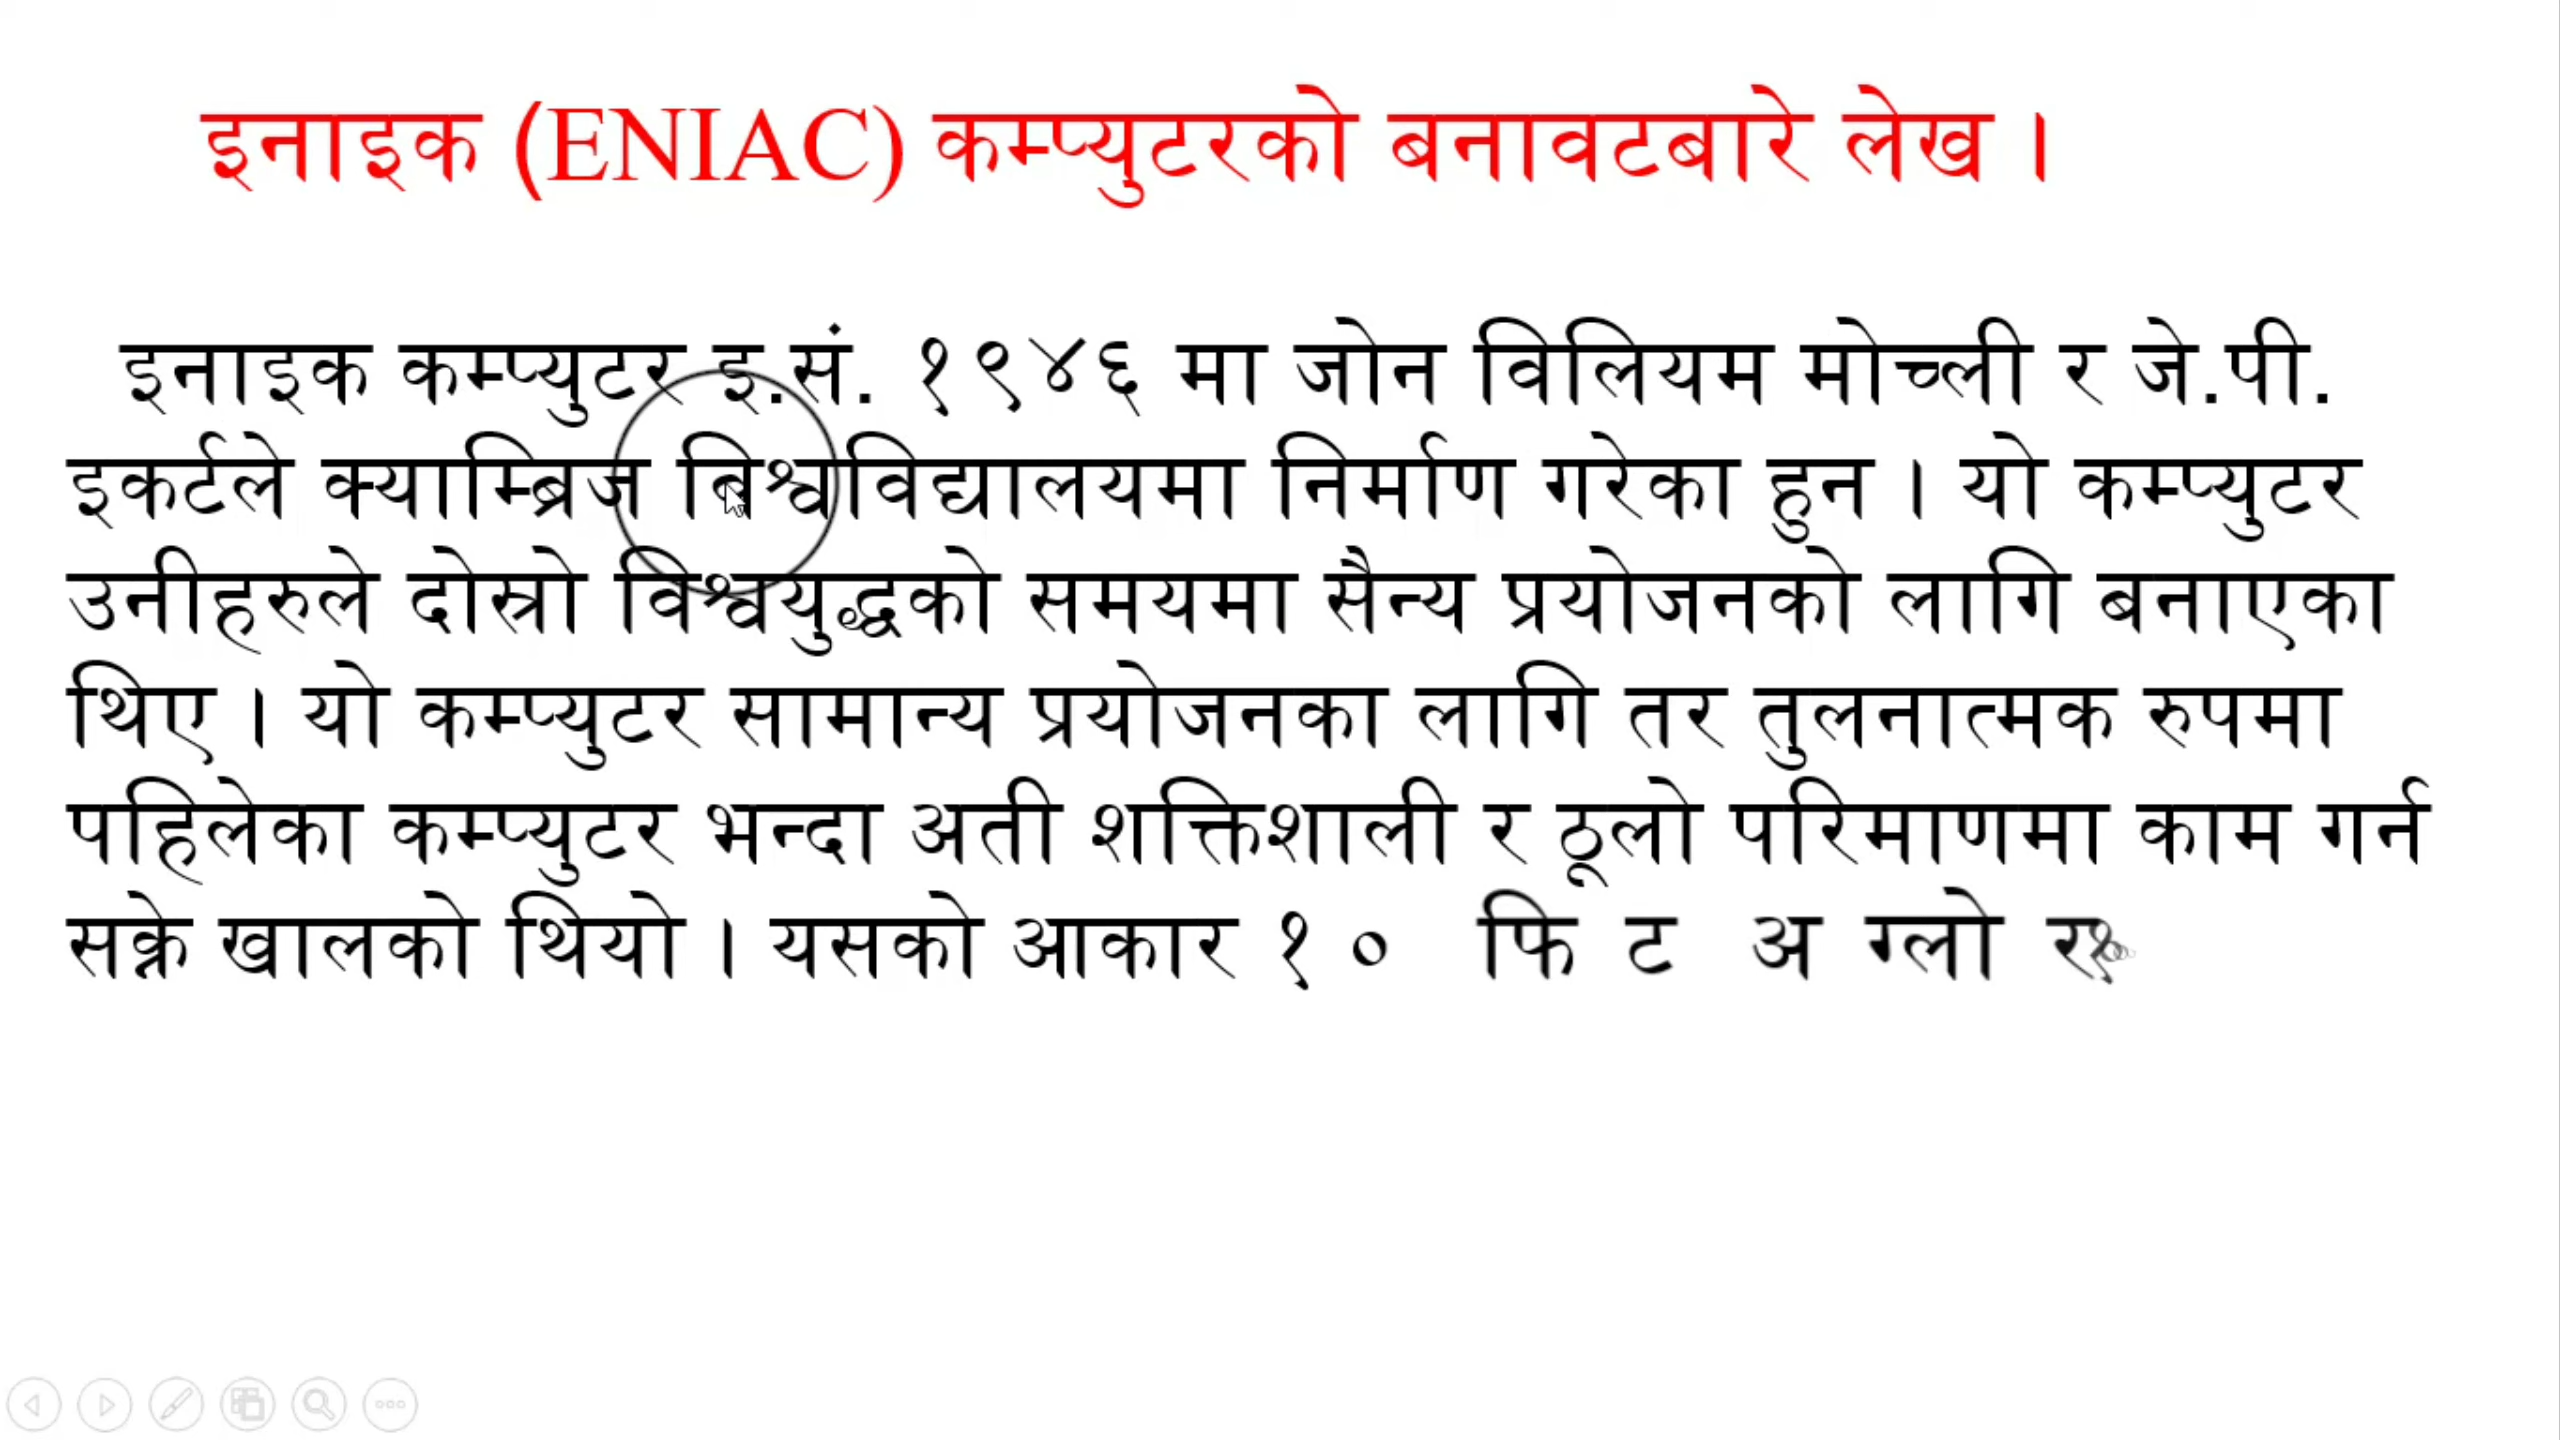 इनाइक (ENIAC) कम्प्युटरको बनावटबारे लेख ।
इनाइक कम्प्युटर इ.सं. १९४६ मा जोन विलियम मोच्ली र जे.पी.
इकर्टले क्याम्ब्रिज विश्वविद्यालयमा निर्माण गरेका हुन । यो कम्प्युटर
उनीहरुले दोस्रो विश्वयुद्धको समयमा सैन्य प्रयोजनको लागि बनाएका
थिए । यो कम्प्युटर सामान्य प्रयोजनका लागि तर तुलनात्मक रुपमा
पहिलेका कम्प्युटर भन्दा अती शक्तिशाली र ठूलो परिमाणमा काम गर्न
सक्ने खालको थियो । यसको आकार १० फिट अग्लो र